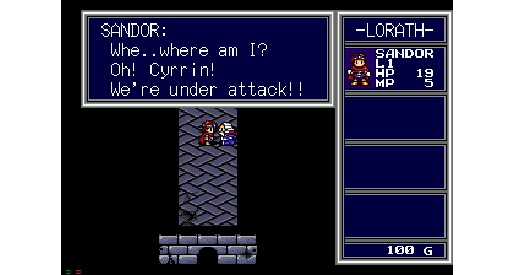 SANDOR:
Whe..where am I?
Oh! Cyrrin!
We're under attack!!
-LORATH-
SANDOR
L1
HP 19
MP 5
100 G